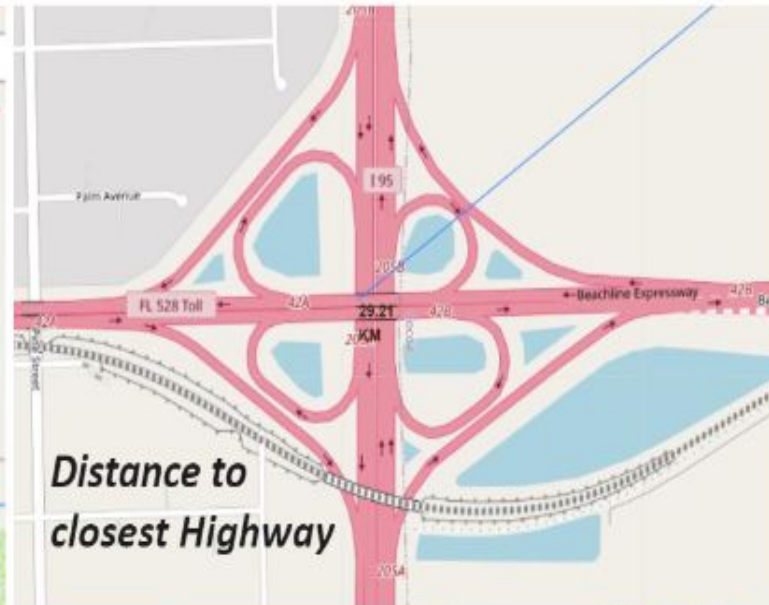 205B
I 95
Palm Avenue
205B
Beachline Expressway
42B
FL 528 Toll
42A
29.21
42B
KM
Distance to
closest Highway
205A